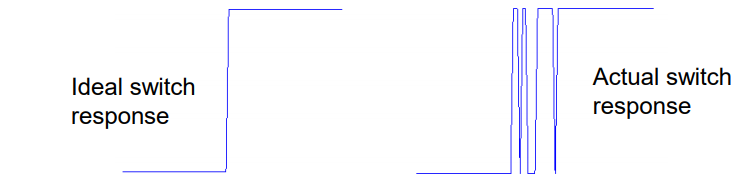 Ideal switch
response
Actual switch
response